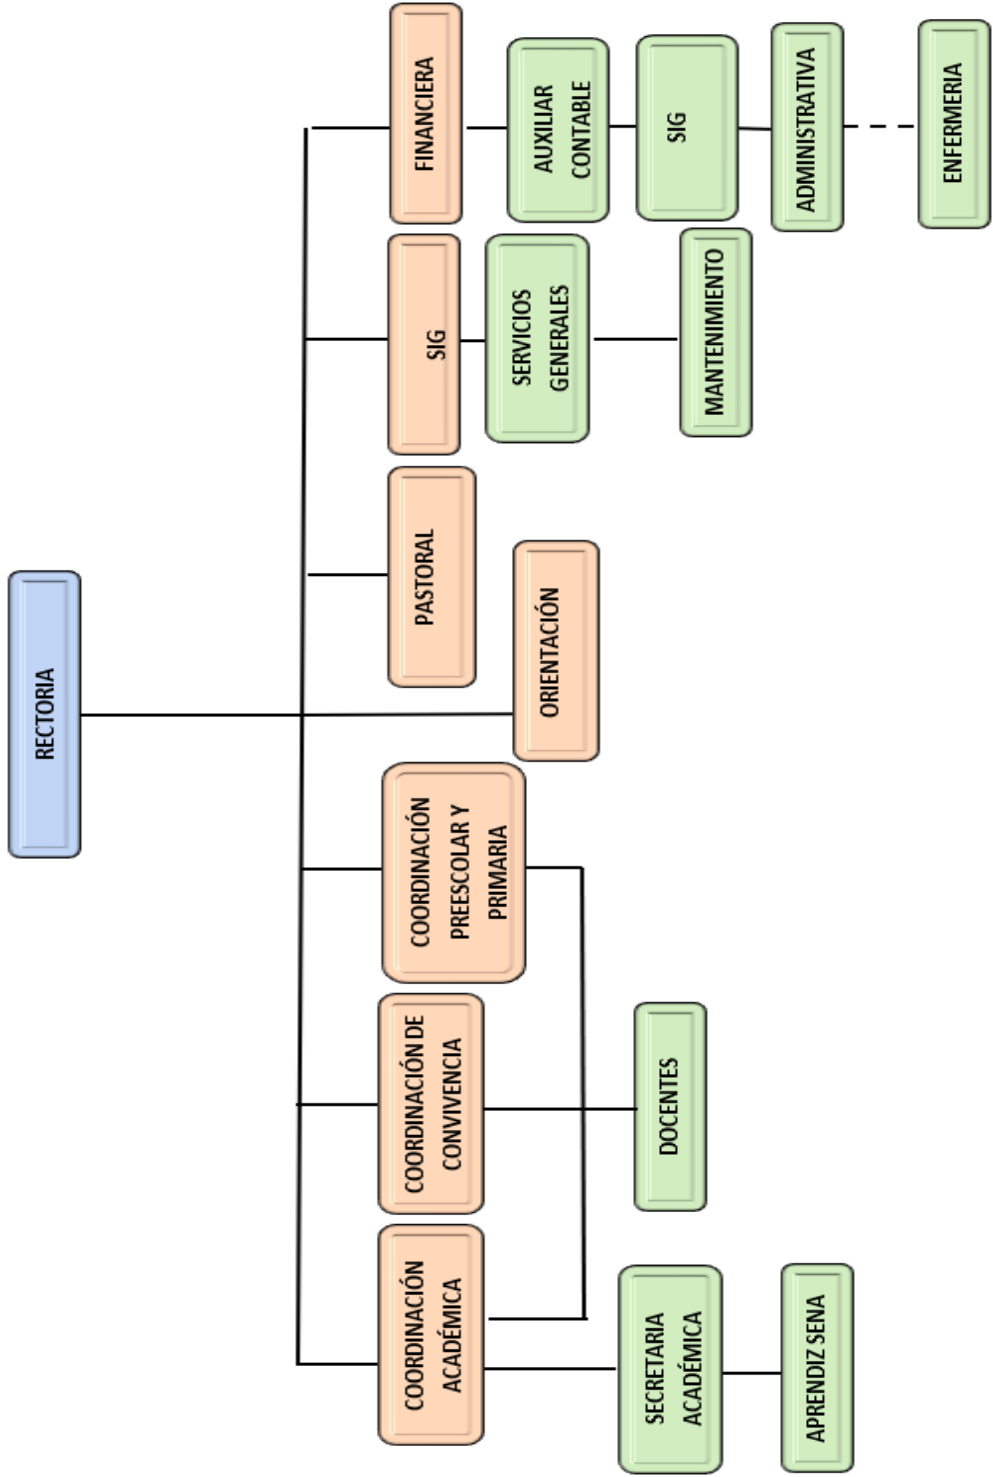 RECTORIA
COORDINACIÓN
ACADÉMICA
COORDINACIÓN DE
CONVIVENCIA
COORDINACIÓN
PREESCOLAR Y
PRIMARIA
ORIENTACIÓN
PASTORAL
SIG
FINANCIERA
SECRETARIA
ACADÉMICA
APRENDIZ SENA
DOCENTES
SERVICIOS
GENERALES
MANTENIMIENTO
AUXILIAR
CONTABLE
SIG
ADMINISTRATIVA
ENFERMERIA